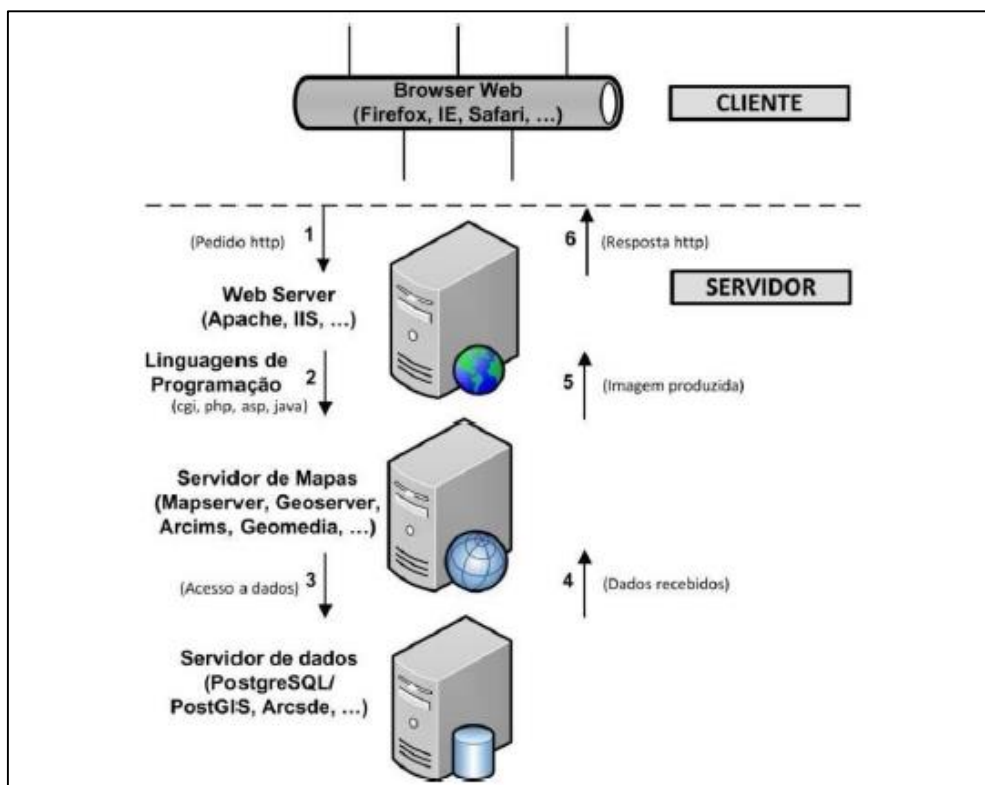 Browser Web
(Firefox, IE, Safari, ...)
CLIENTE
1
(Pedido http)
6
(Resposta http)
SERVIDOR
Web Server
(Apache, IIS, ...)
Linguagens de
Programação
2
(cgi, php, asp, java)
5
(Imagem produzida)
Servidor de Mapas
(Mapserver, Geoserver,
Arcims, Geomedia, ...)
3
(Acesso a dados)
4
(Dados recebidos)
Servidor de dados
(PostgreSQL/
PostGIS, Arcsde, ...)